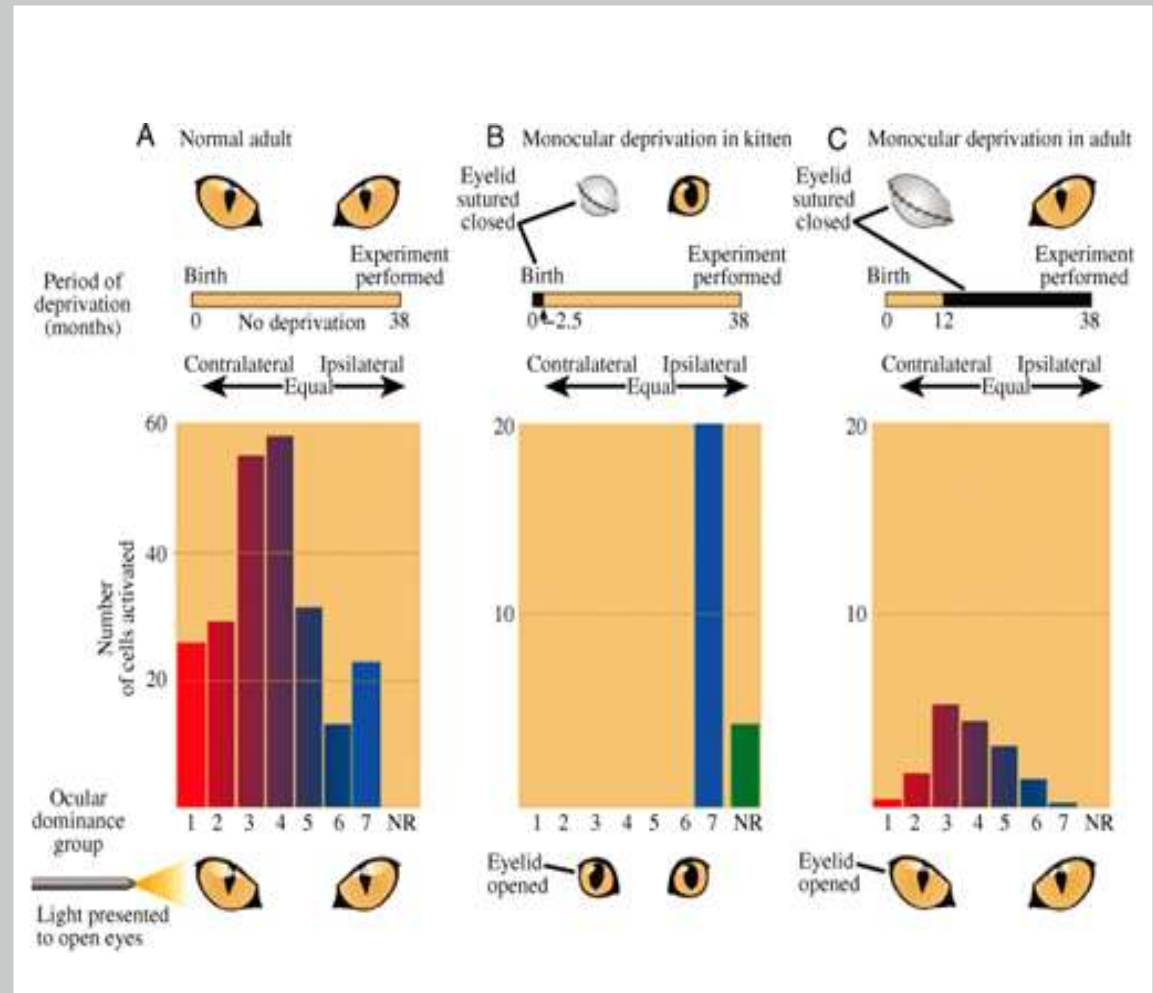 A Normal adult
Period of
deprivation
(months)
Birth
Experiment
performed
0 No deprivation 38
Contralateral Ipsilateral
Equal
60
40
20
Number
of cells activated
Ocular
dominance
group
1 2 3 4 5 6 7 NR
Light presented
to open eyes
B Monocular deprivation in kitten
Eyelid
sutured
closed
Birth
Experiment
performed
0 2.5 38
Contralateral Ipsilateral
Equal
20
10
1 2 3 4 5 6 7 NR
Eyelid
opened
C Monocular deprivation in adult
Eyelid
sutured
closed
Birth
Experiment
performed
0 12 38
Contralateral Ipsilateral
Equal
20
10
1 2 3 4 5 6 7 NR
Eyelid
opened